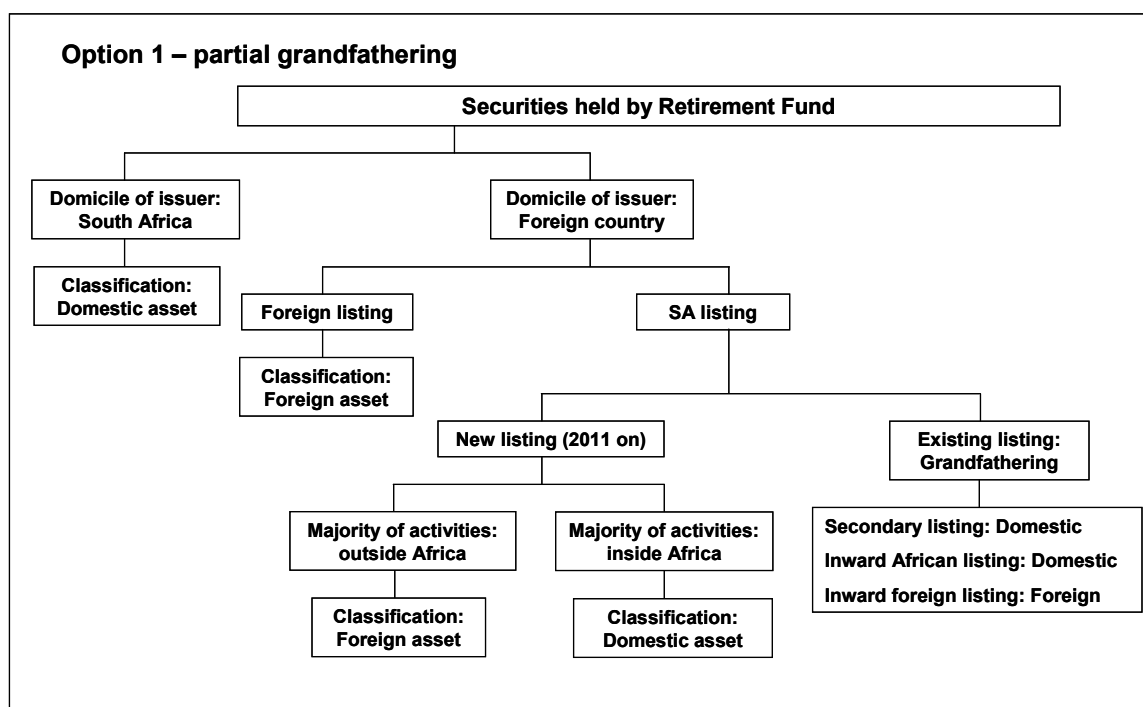 Option 1 – partial grandfathering
Securities held by Retirement Fund
Domicile of issuer:
South Africa
Domicile of issuer:
Foreign country
Classification:
Domestic asset
Foreign listing
SA listing
Classification:
Foreign asset
New listing (2011 on)
Existing listing:
Grandfathering
Majority of activities:
outside Africa
Majority of activities:
inside Africa
Secondary listing: Domestic
Inward African listing: Domestic
Inward foreign listing: Foreign
Classification:
Foreign asset
Classification:
Domestic asset